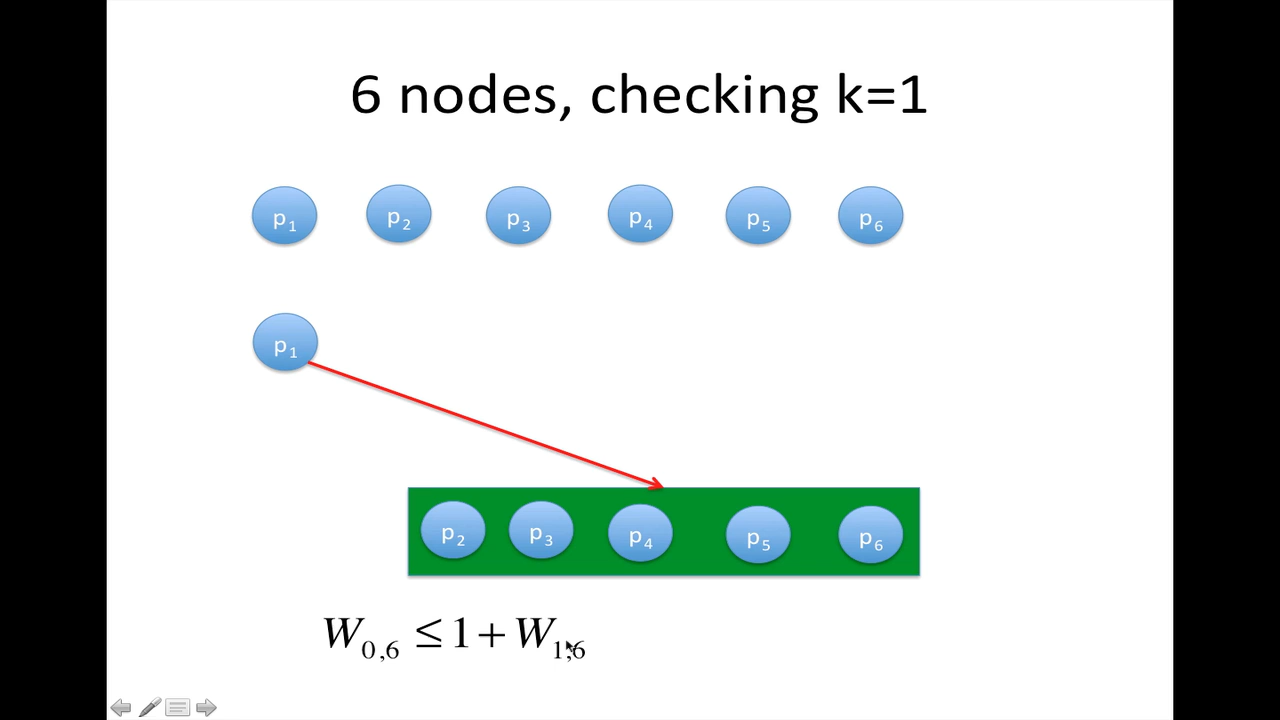 6 nodes, checking k=1
p₁ p₂ p₃ p₄ p₅ p₆
p₁
p₂ p₃ p₄ p₅ p₆
W₀,₆ ≤ 1 + W₁,₆